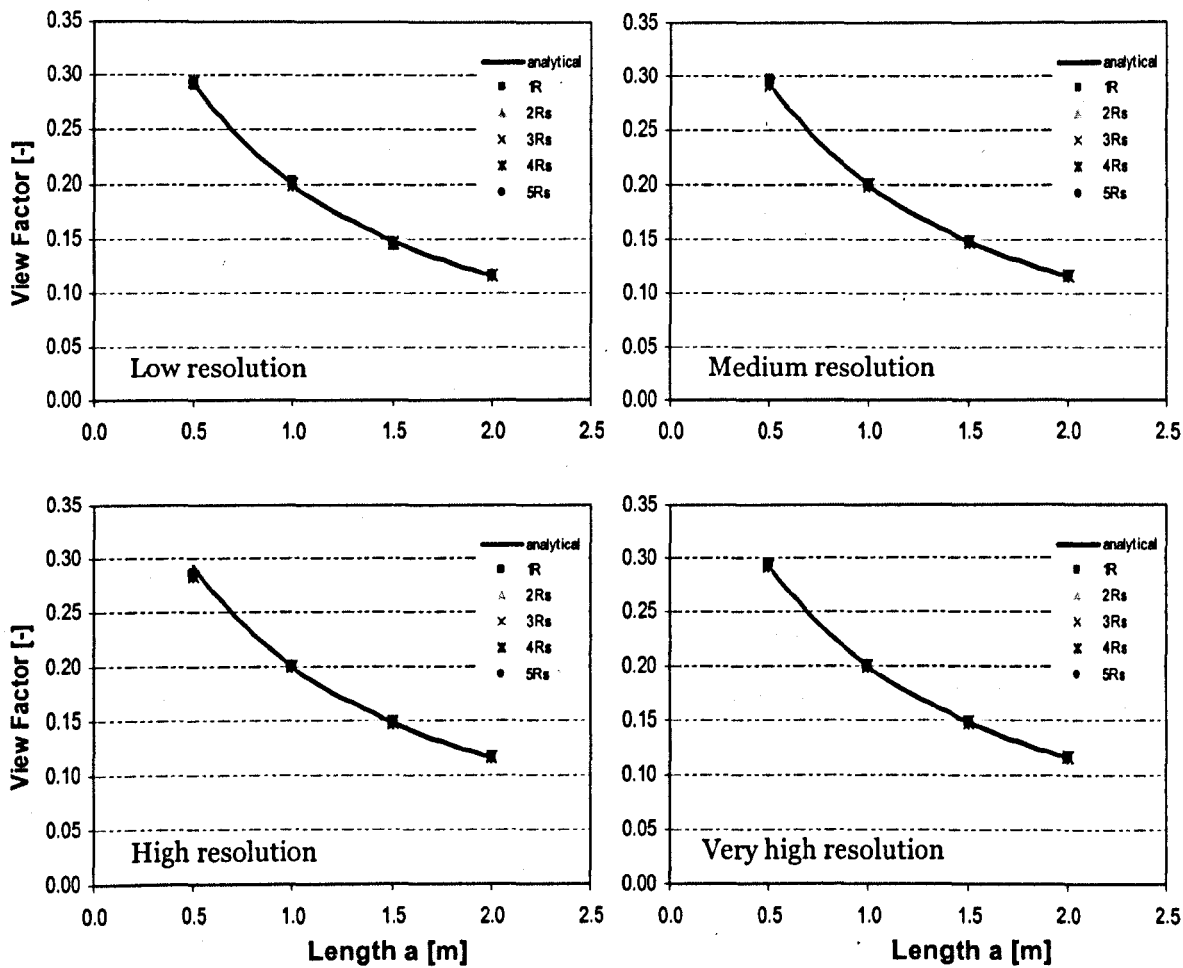 0.35
0.30
0.25
0.20
0.15
0.10
0.05
0.00
View Factor [-]
analytical
1R
2Rs
3Rs
4Rs
5Rs
Low resolution
0.0 0.5 1.0 1.5 2.0 2.5
0.35
0.30
0.25
0.20
0.15
0.10
0.05
0.00
analytical
1R
2Rs
3Rs
4Rs
5Rs
Medium resolution
0.0 0.5 1.0 1.5 2.0 2.5
0.35
0.30
0.25
0.20
0.15
0.10
0.05
0.00
View Factor [-]
analytical
1R
2Rs
3Rs
4Rs
5Rs
High resolution
0.0 0.5 1.0 1.5 2.0 2.5
Length a [m]
0.35
0.30
0.25
0.20
0.15
0.10
0.05
0.00
analytical
1R
2Rs
3Rs
4Rs
5Rs
Very high resolution
0.0 0.5 1.0 1.5 2.0 2.5
Length a [m]